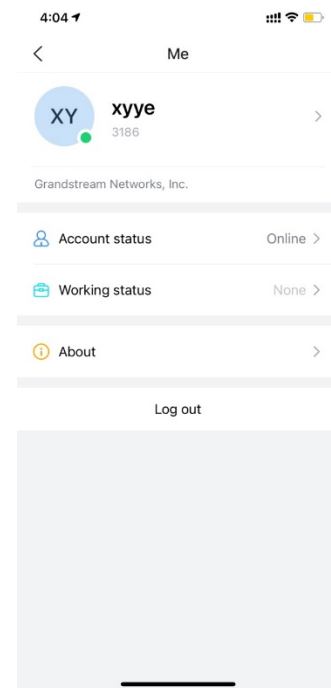 4:04
Me
XY
xyye
3186
Grandstream Networks, Inc.
Account status Online
Working status None
About
Log out